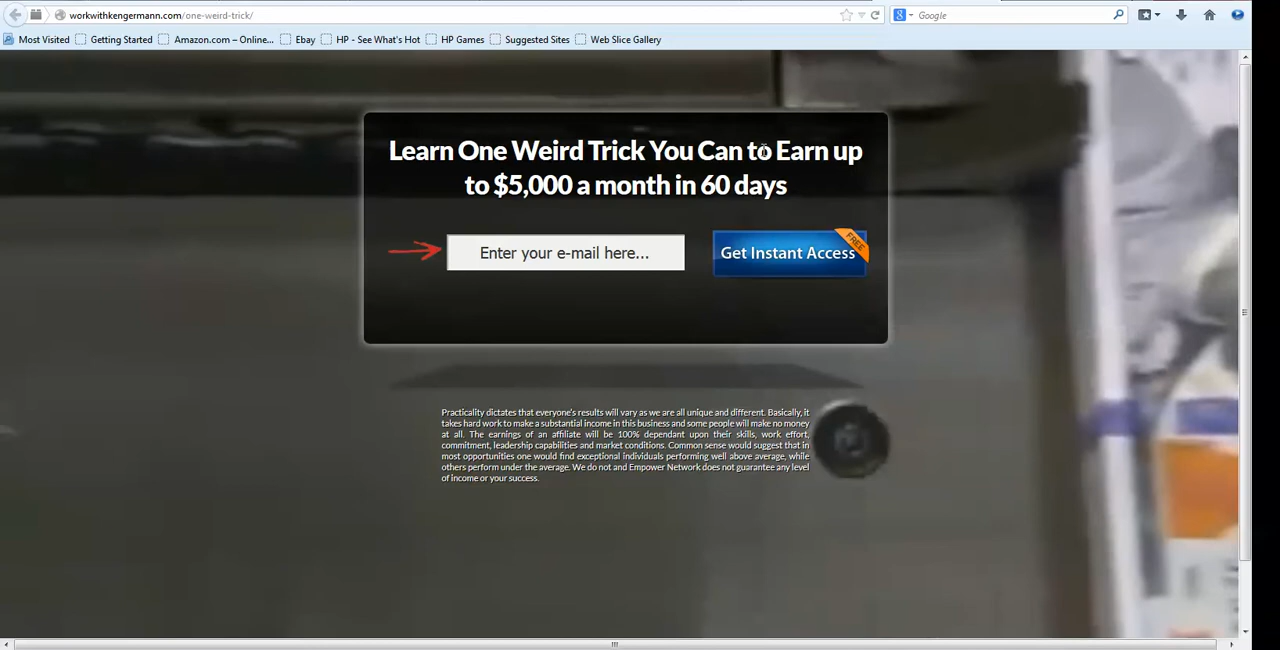 workwithkengermann.com/one-weird-trick/
Google
Most Visited Getting Started Amazon.com – Online... Ebay HP - See What's Hot HP Games Suggested Sites Web Slice Gallery
Learn One Weird Trick You Can to Earn up
to $5,000 a month in 60 days
Enter your e-mail here...
Get Instant Access
FREE
Practicality dictates that everyone's results will vary as we are all unique and different. Basically, it
takes hard work to make a substantial income in this business and some people will make no money
at all. The earnings of an affiliate will be 100% dependant upon their skills, work effort,
commitment, leadership capabilities and market conditions. Common sense would suggest that in
most opportunities one would find exceptional individuals performing well above average, while
others perform under the average. We do not and Empower Network does not guarantee any level
of income or your success.